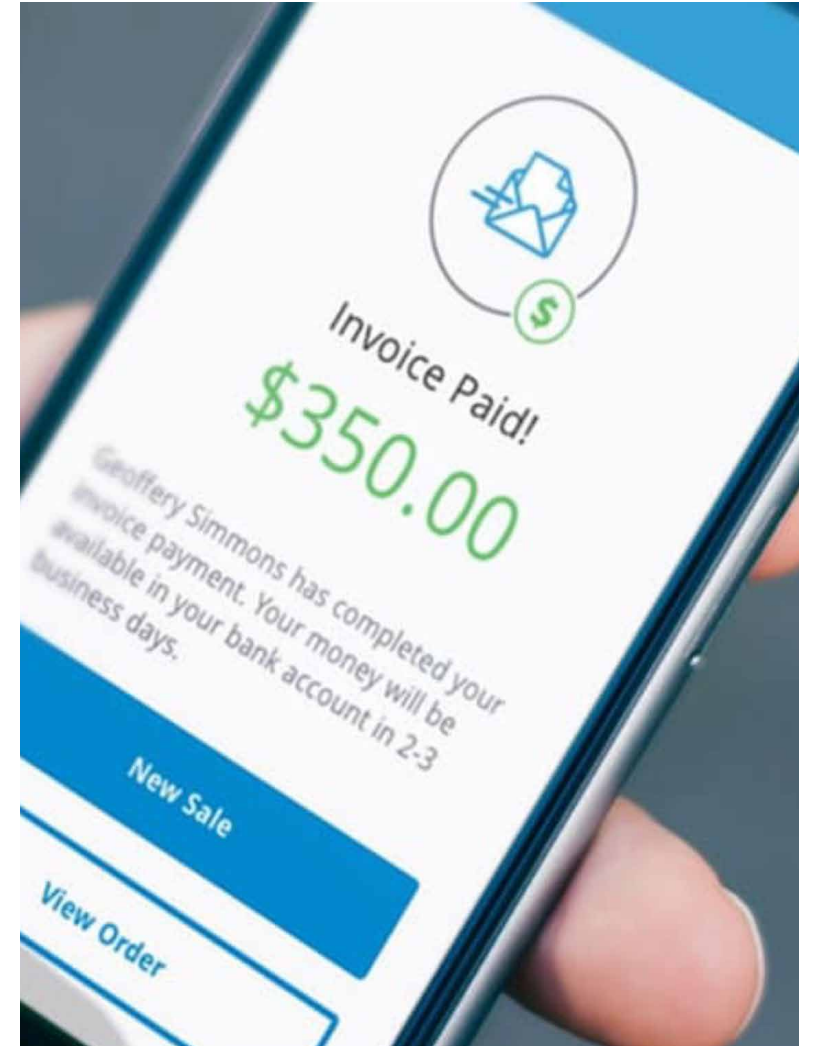 $
Invoice Paid!
$350.00
Geoffery Simmons has completed your
invoice payment. Your money will be
available in your bank account in 2-3
business days.
New Sale
View Order